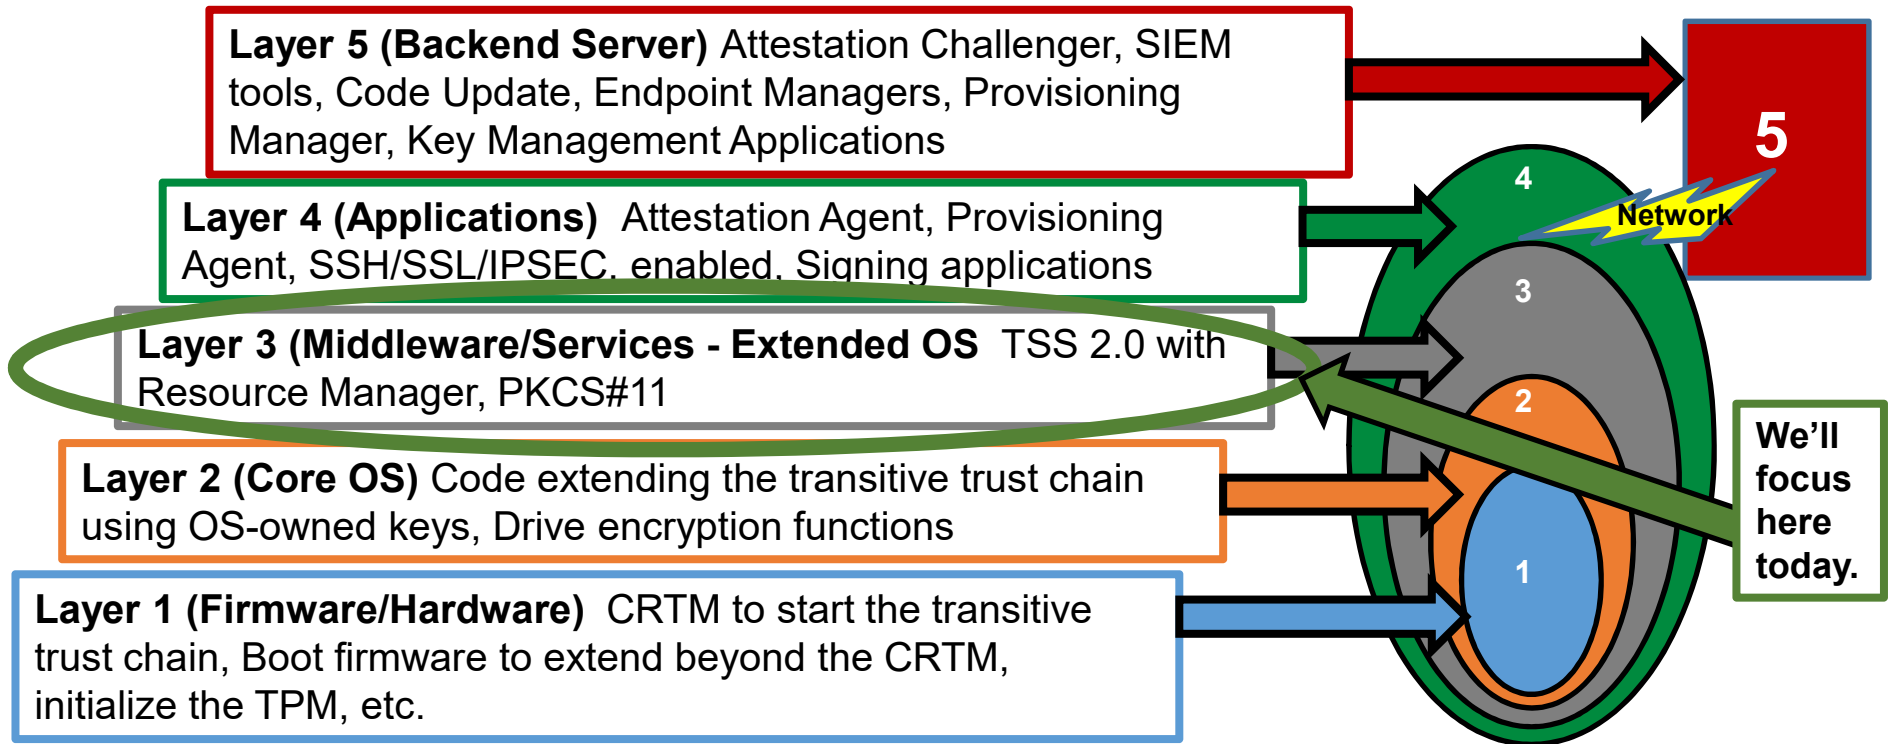 Layer 5 (Backend Server) Attestation Challenger, SIEM
tools, Code Update, Endpoint Managers, Provisioning
Manager, Key Management Applications
5
4
Network
Layer 4 (Applications) Attestation Agent, Provisioning
Agent, SSH/SSL/IPSEC. enabled. Signing applications
3
Layer 3 (Middleware/Services - Extended OS TSS 2.0 with
Resource Manager, PKCS#11
2
We'll
focus
here
today.
Layer 2 (Core OS) Code extending the transitive trust chain
using OS-owned keys, Drive encryption functions
1
Layer 1 (Firmware/Hardware) CRTM to start the transitive
trust chain, Boot firmware to extend beyond the CRTM,
initialize the TPM, etc.